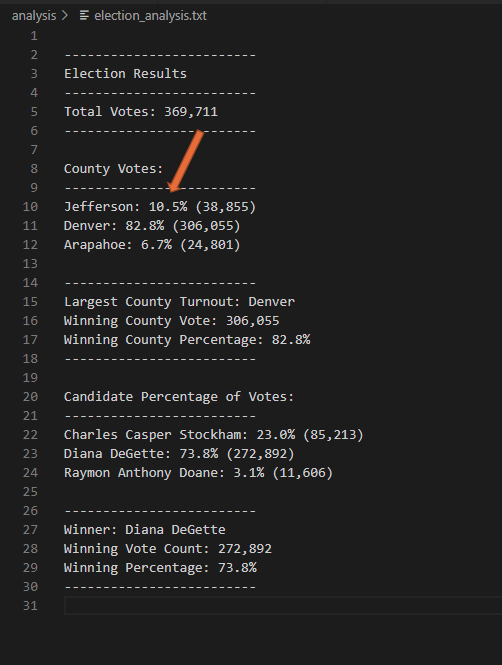 analysis > election_analysis.txt
1
2 -------------------------
3 Election Results
4 -------------------------
5 Total Votes: 369,711
6 -------------------------
7
8 County Votes:
9 -------------------------
10 Jefferson: 10.5% (38,855)
11 Denver: 82.8% (306,055)
12 Arapahoe: 6.7% (24,801)
13
14 -------------------------
15 Largest County Turnout: Denver
16 Winning County Vote: 306,055
17 Winning County Percentage: 82.8%
18 -------------------------
19
20 Candidate Percentage of Votes:
21 -------------------------
22 Charles Casper Stockham: 23.0% (85,213)
23 Diana DeGette: 73.8% (272,892)
24 Raymon Anthony Doane: 3.1% (11,606)
25
26 -------------------------
27 Winner: Diana DeGette
28 Winning Vote Count: 272,892
29 Winning Percentage: 73.8%
30 -------------------------
31